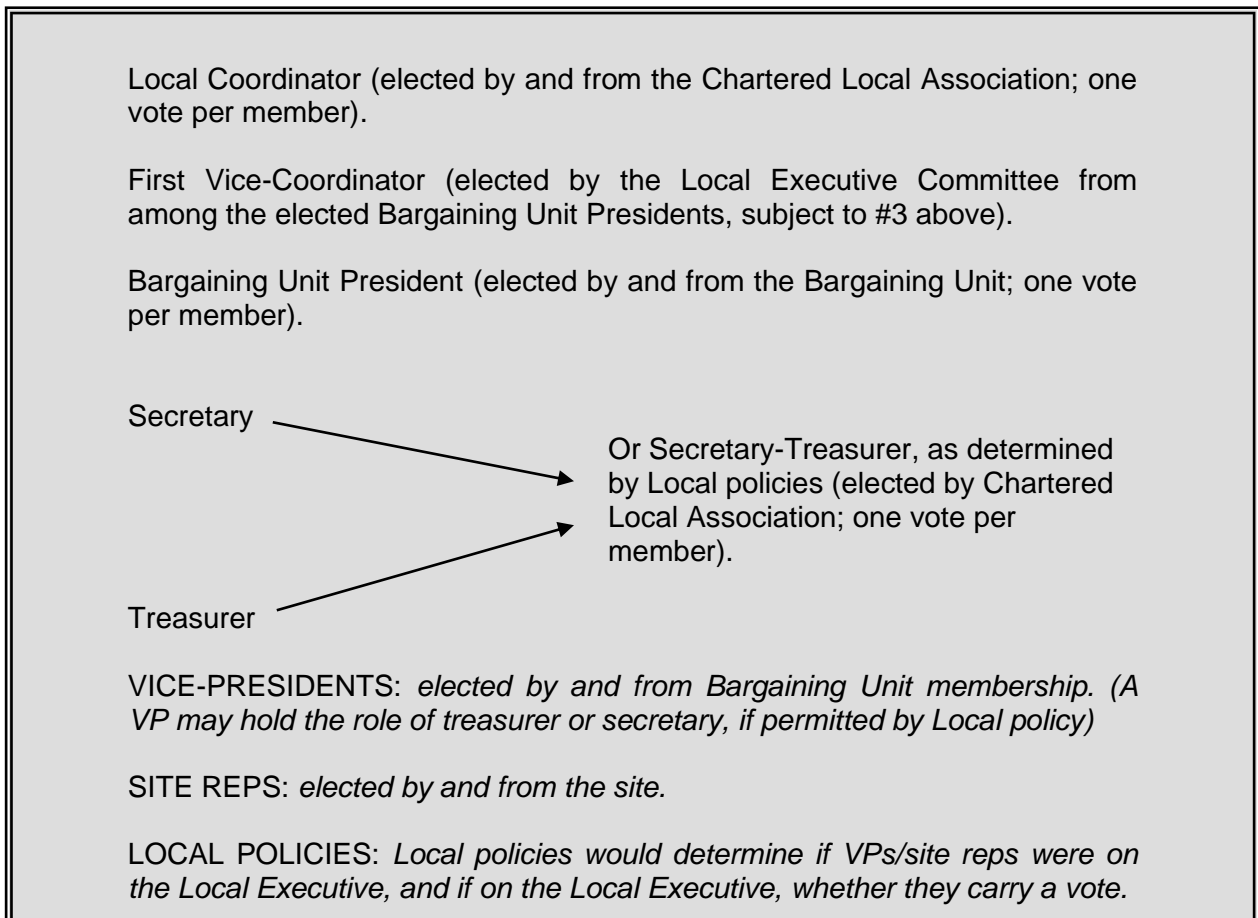 Local Coordinator (elected by and from the Chartered Local Association; one
vote per member).
First Vice-Coordinator (elected by the Local Executive Committee from
among the elected Bargaining Unit Presidents, subject to #3 above).
Bargaining Unit President (elected by and from the Bargaining Unit; one vote
per member).
Secretary
Or Secretary-Treasurer, as determined
by Local policies (elected by Chartered
Local Association; one vote per
member).
Treasurer
VICE-PRESIDENTS: elected by and from Bargaining Unit membership. (A
VP may hold the role of treasurer or secretary, if permitted by Local policy)
SITE REPS: elected by and from the site.
LOCAL POLICIES: Local policies would determine if VPs/site reps were on
the Local Executive, and if on the Local Executive, whether they carry a vote.